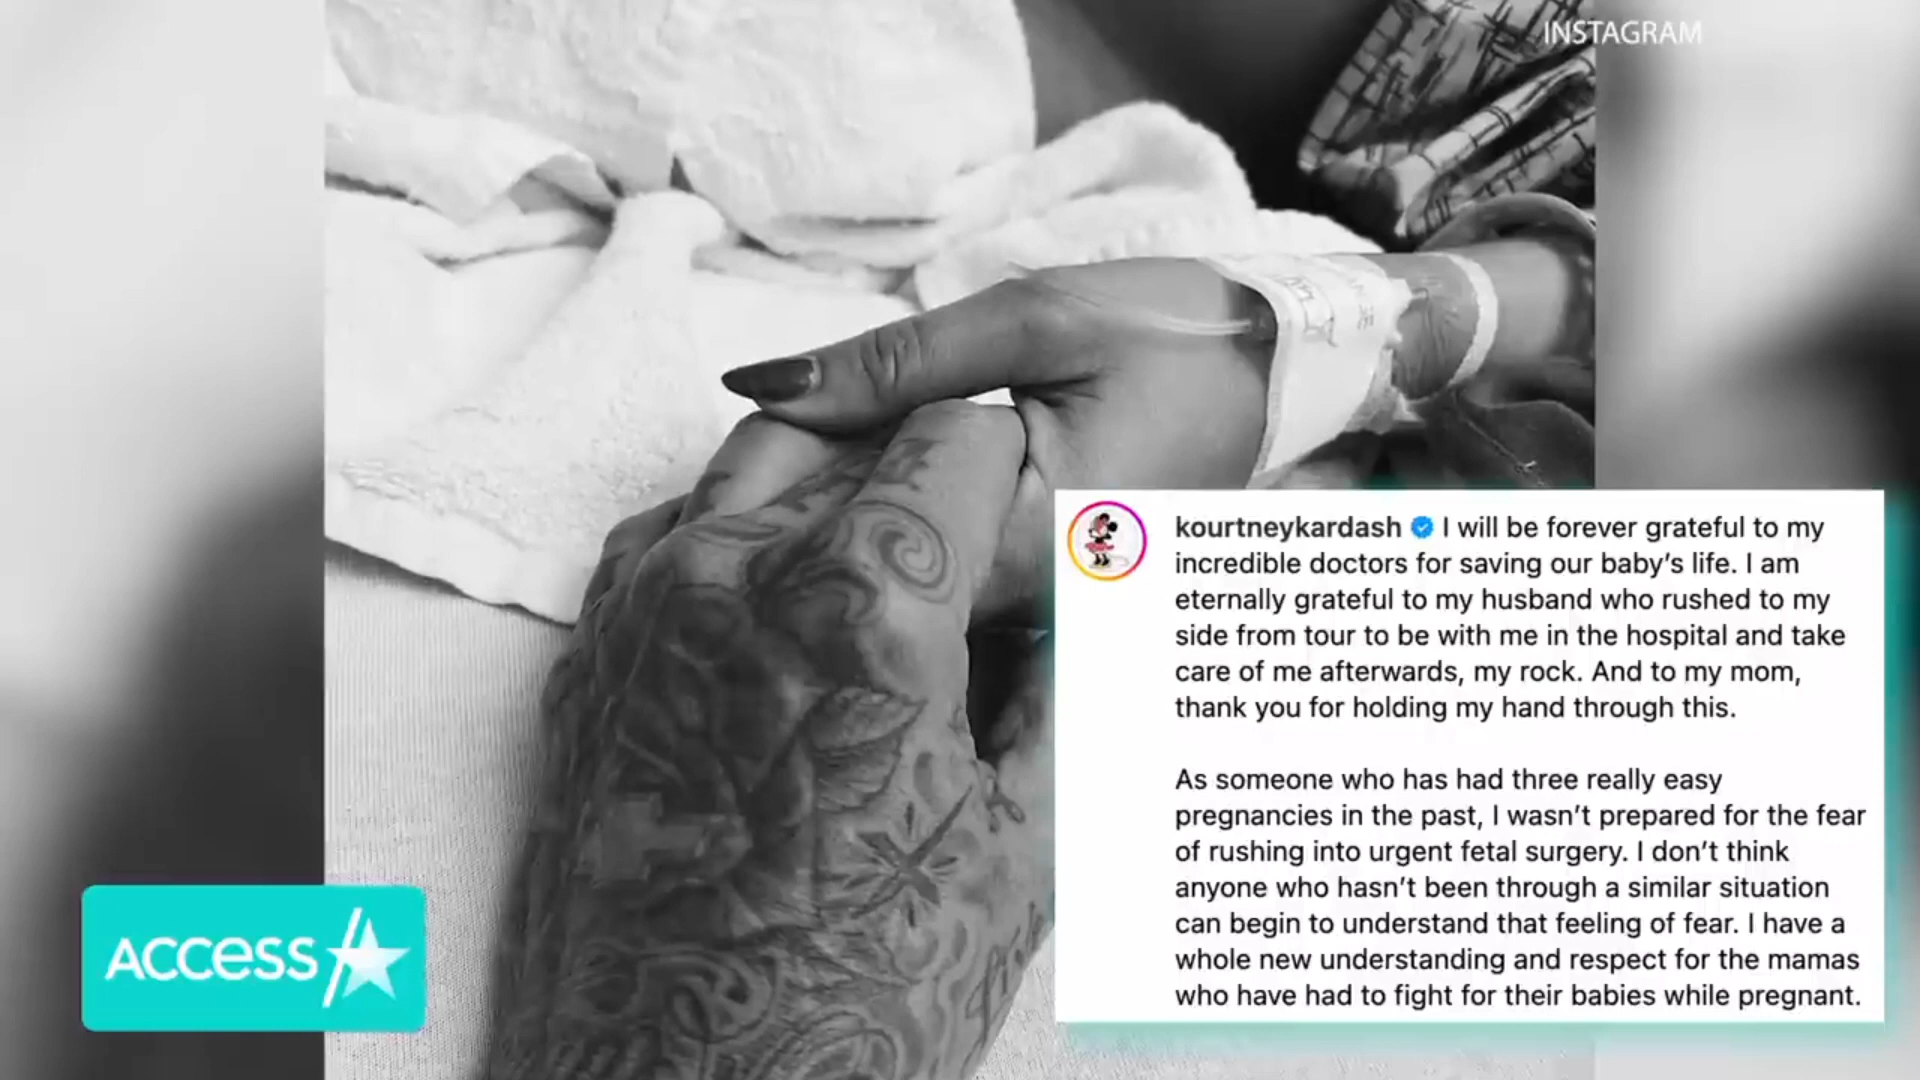 INSTAGRAM
kourtneykardash I will be forever grateful to my
incredible doctors for saving our baby's life. I am
eternally grateful to my husband who rushed to my
side from tour to be with me in the hospital and take
care of me afterwards, my rock. And to my mom,
thank you for holding my hand through this.
As someone who has had three really easy
pregnancies in the past, I wasn't prepared for the fear
of rushing into urgent fetal surgery. I don't think
anyone who hasn't been through a similar situation
can begin to understand that feeling of fear. I have a
whole new understanding and respect for the mamas
who have had to fight for their babies while pregnant.
ACCESS